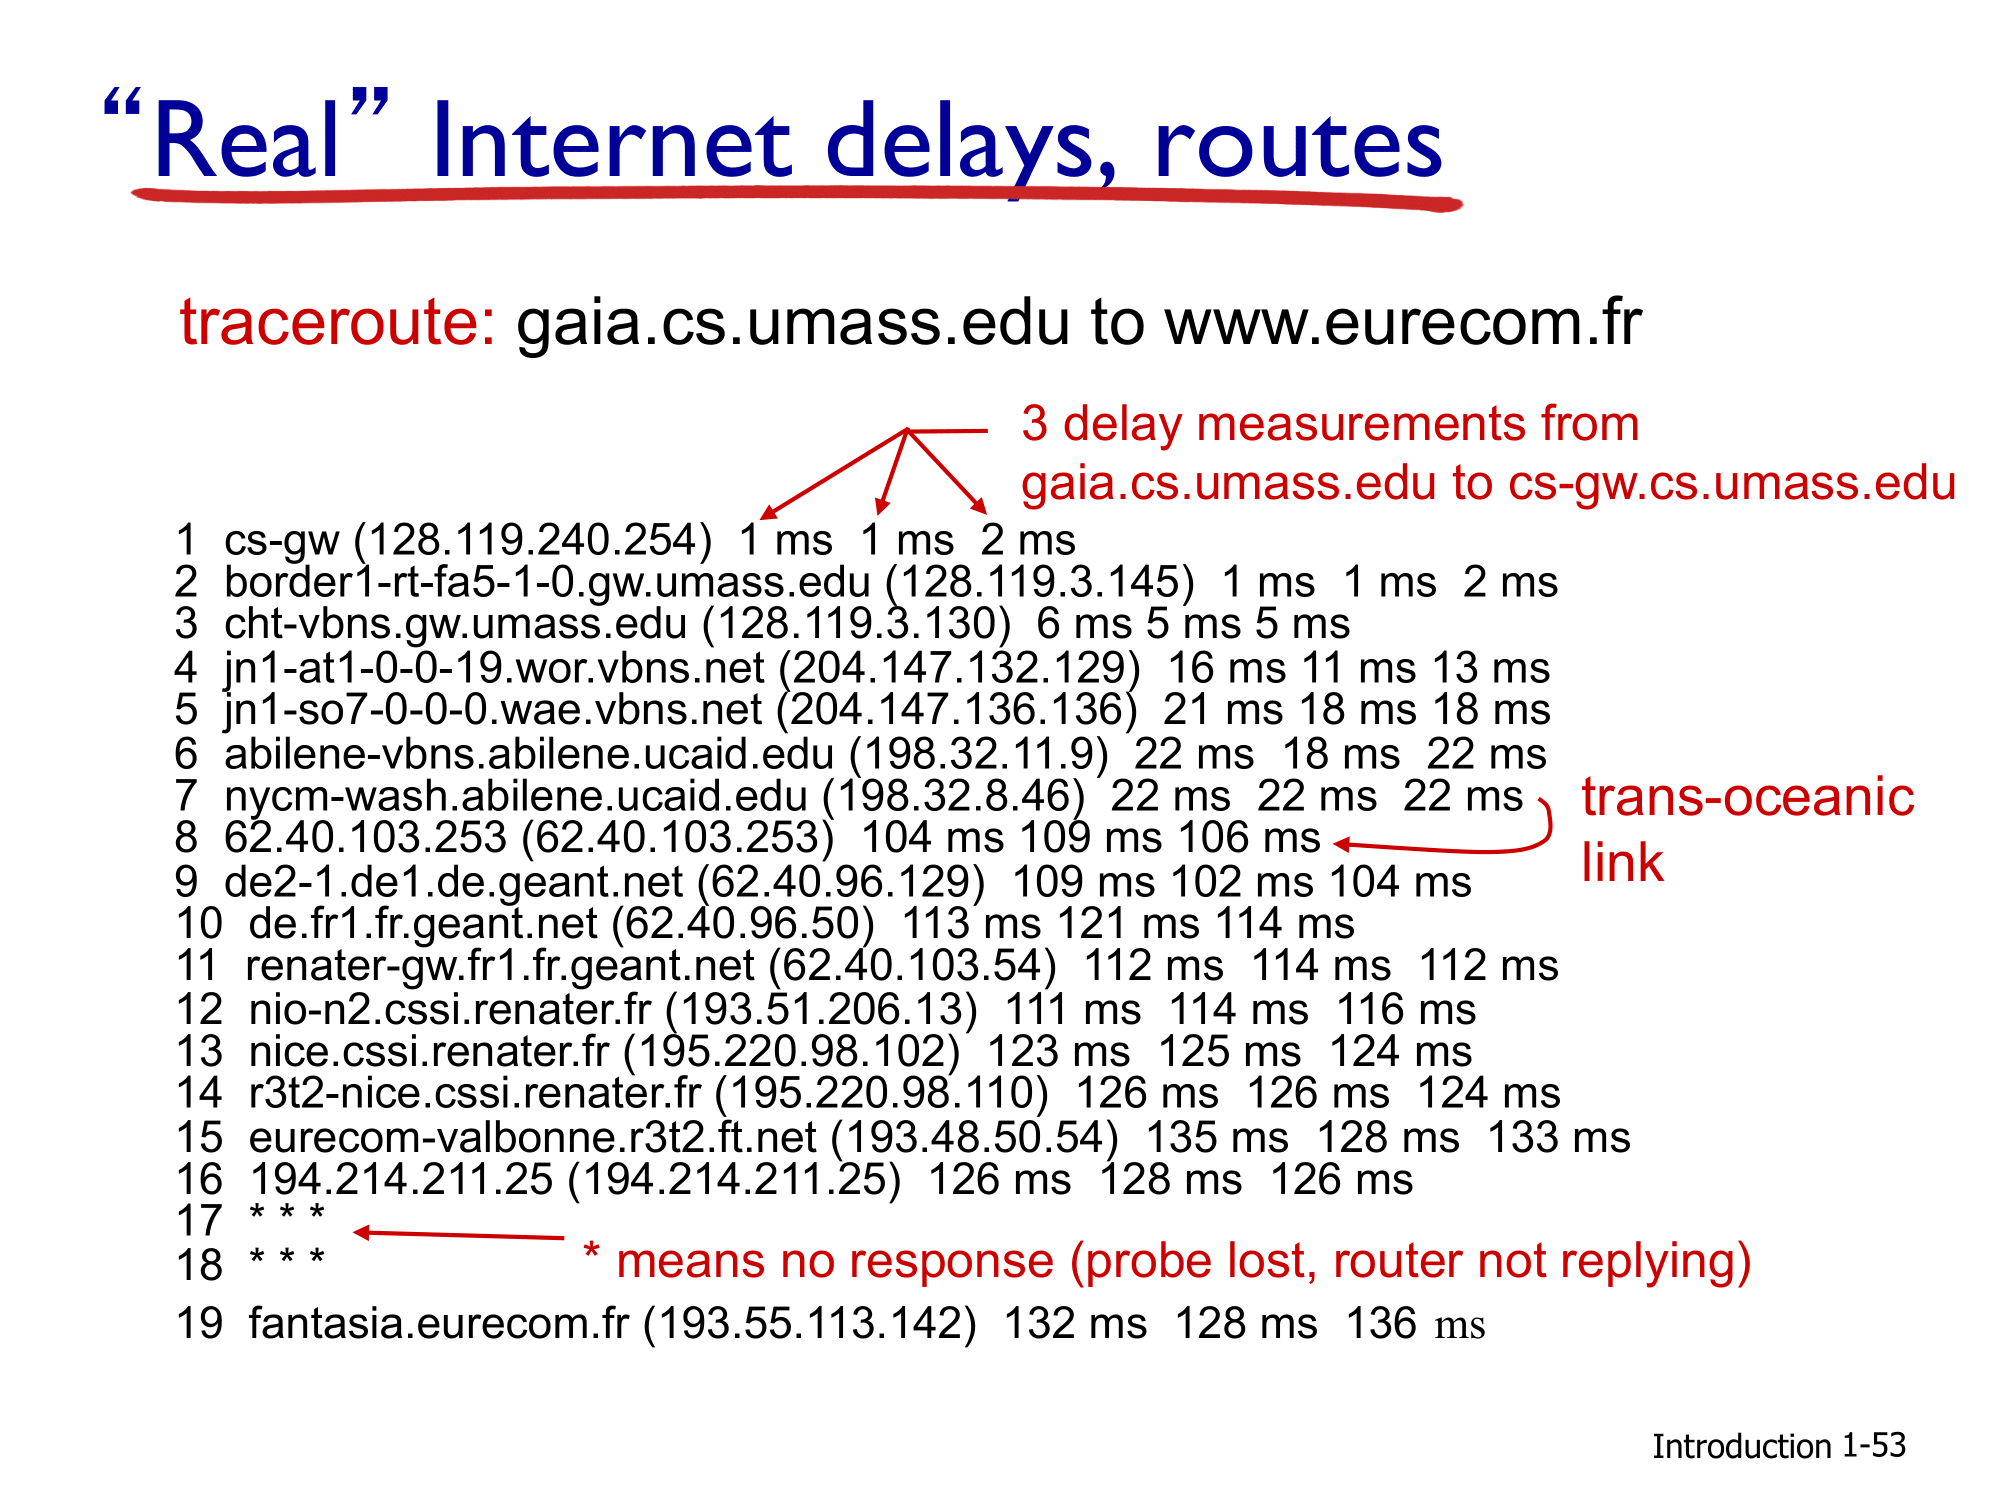 “Real” Internet delays, routes
traceroute: gaia.cs.umass.edu to www.eurecom.fr
3 delay measurements from
gaia.cs.umass.edu to cs-gw.cs.umass.edu
1 cs-gw (128.119.240.254) 1 ms 1 ms 2 ms
2 border1-rt-fa5-1-0.gw.umass.edu (128.119.3.145) 1 ms 1 ms 2 ms
3 cht-vbns.gw.umass.edu (128.119.3.130) 6 ms 5 ms 5 ms
4 jn1-at1-0-0-19.wor.vbns.net (204.147.132.129) 16 ms 11 ms 13 ms
5 jn1-so7-0-0-0.wae.vbns.net (204.147.136.136) 21 ms 18 ms 18 ms
6 abilene-vbns.abilene.ucaid.edu (198.32.11.9) 22 ms 18 ms 22 ms
7 nycm-wash.abilene.ucaid.edu (198.32.8.46) 22 ms 22 ms 22 ms
trans-oceanic
link
8 62.40.103.253 (62.40.103.253) 104 ms 109 ms 106 ms
9 de2-1.de1.de.geant.net (62.40.96.129) 109 ms 102 ms 104 ms
10 de.fr1.fr.geant.net (62.40.96.50) 113 ms 121 ms 114 ms
11 renater-gw.fr1.fr.geant.net (62.40.103.54) 112 ms 114 ms 112 ms
12 nio-n2.cssi.renater.fr (193.51.206.13) 111 ms 114 ms 116 ms
13 nice.cssi.renater.fr (195.220.98.102) 123 ms 125 ms 124 ms
14 r3t2-nice.cssi.renater.fr (195.220.98.110) 126 ms 126 ms 124 ms
15 eurecom-valbonne.r3t2.ft.net (193.48.50.54) 135 ms 128 ms 133 ms
16 194.214.211.25 (194.214.211.25) 126 ms 128 ms 126 ms
17 * * *
18 * * *
* means no response (probe lost, router not replying)
19 fantasia.eurecom.fr (193.55.113.142) 132 ms 128 ms 136 ms
Introduction 1-53